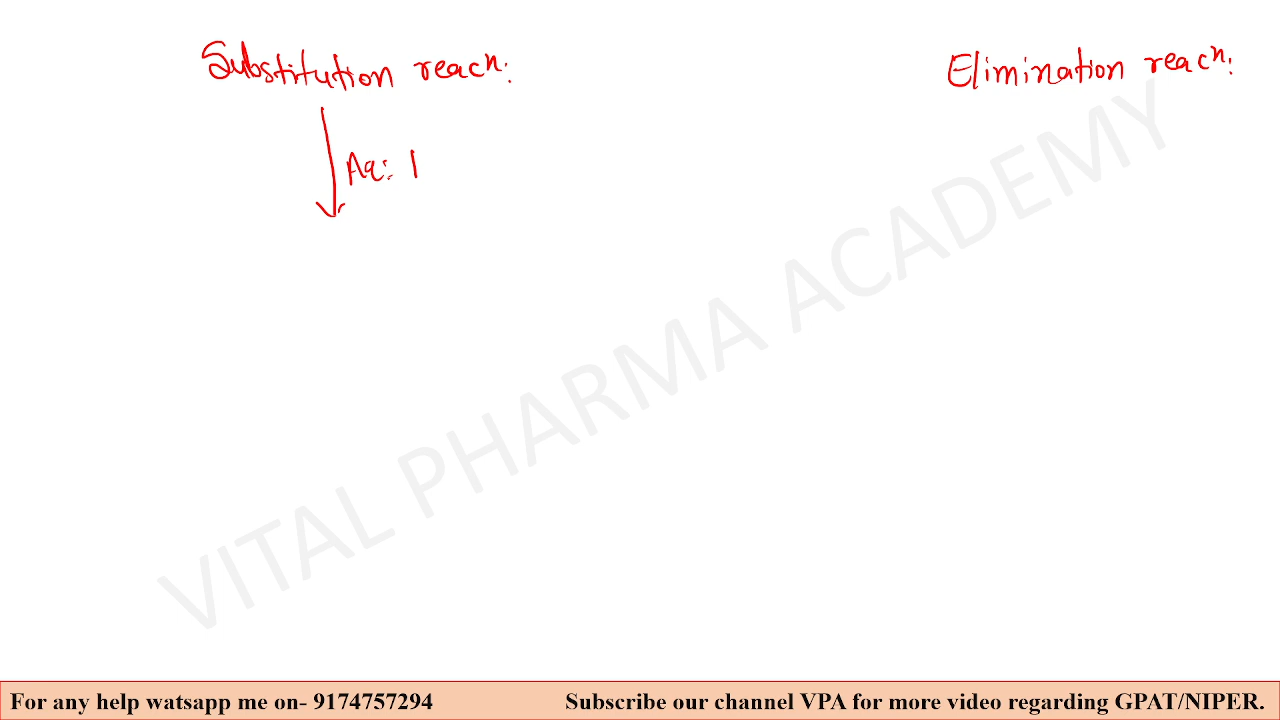 Substitution reacn:
Elimination reacn:
Aq:
VITAL PHARMA ACADEMY
For any help watsapp me on- 9174757294
Subscribe our channel VPA for more video regarding GPAT/NIPER.